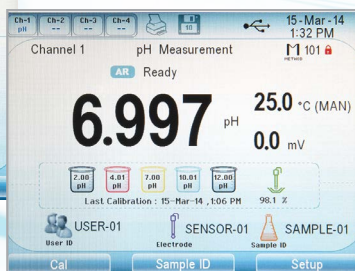 Ch-1 Ch-2 Ch-3 Ch-4 15-Mar-14
pH -- -- -- 10 1:32 PM
Channel 1 pH Measurement M 101
METHOD
AR Ready
6.997 pH
25.0 °C (MAN)
0.0 mV
2.00 pH 4.01 pH 7.00 pH 10.01 pH 12.00 pH
Last Calibration : 15-Mar-14 ,1:06 PM 98.1 %
USER-01 SENSOR-01 SAMPLE-01
User ID Electrode Sample ID
Cal Sample ID Setup